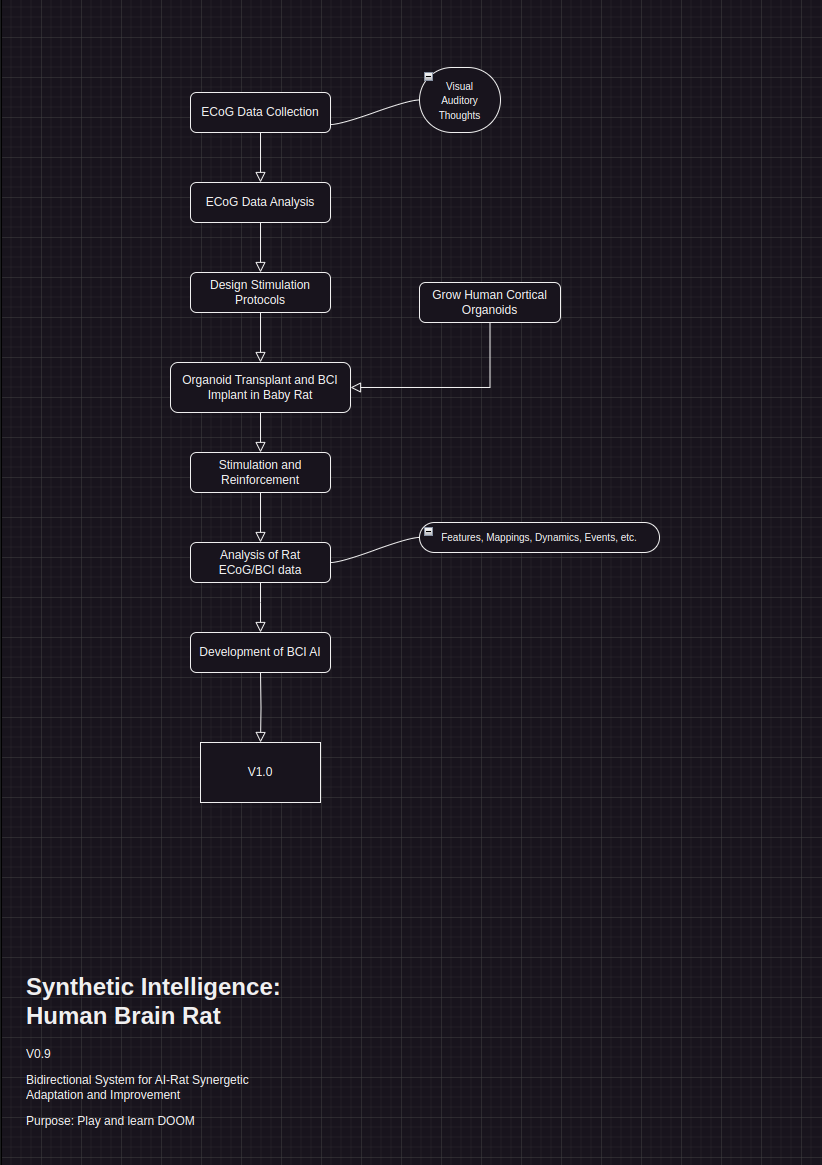 ECoG Data Collection
Visual
Auditory
Thoughts
ECoG Data Analysis
Design Stimulation
Protocols
Grow Human Cortical
Organoids
Organoid Transplant and BCI
Implant in Baby Rat
Stimulation and
Reinforcement
Analysis of Rat
ECoG/BCI data
Features, Mappings, Dynamics, Events, etc.
Development of BCI AI
V1.0
Synthetic Intelligence:
Human Brain Rat
V0.9
Bidirectional System for AI-Rat Synergetic
Adaptation and Improvement
Purpose: Play and learn DOOM